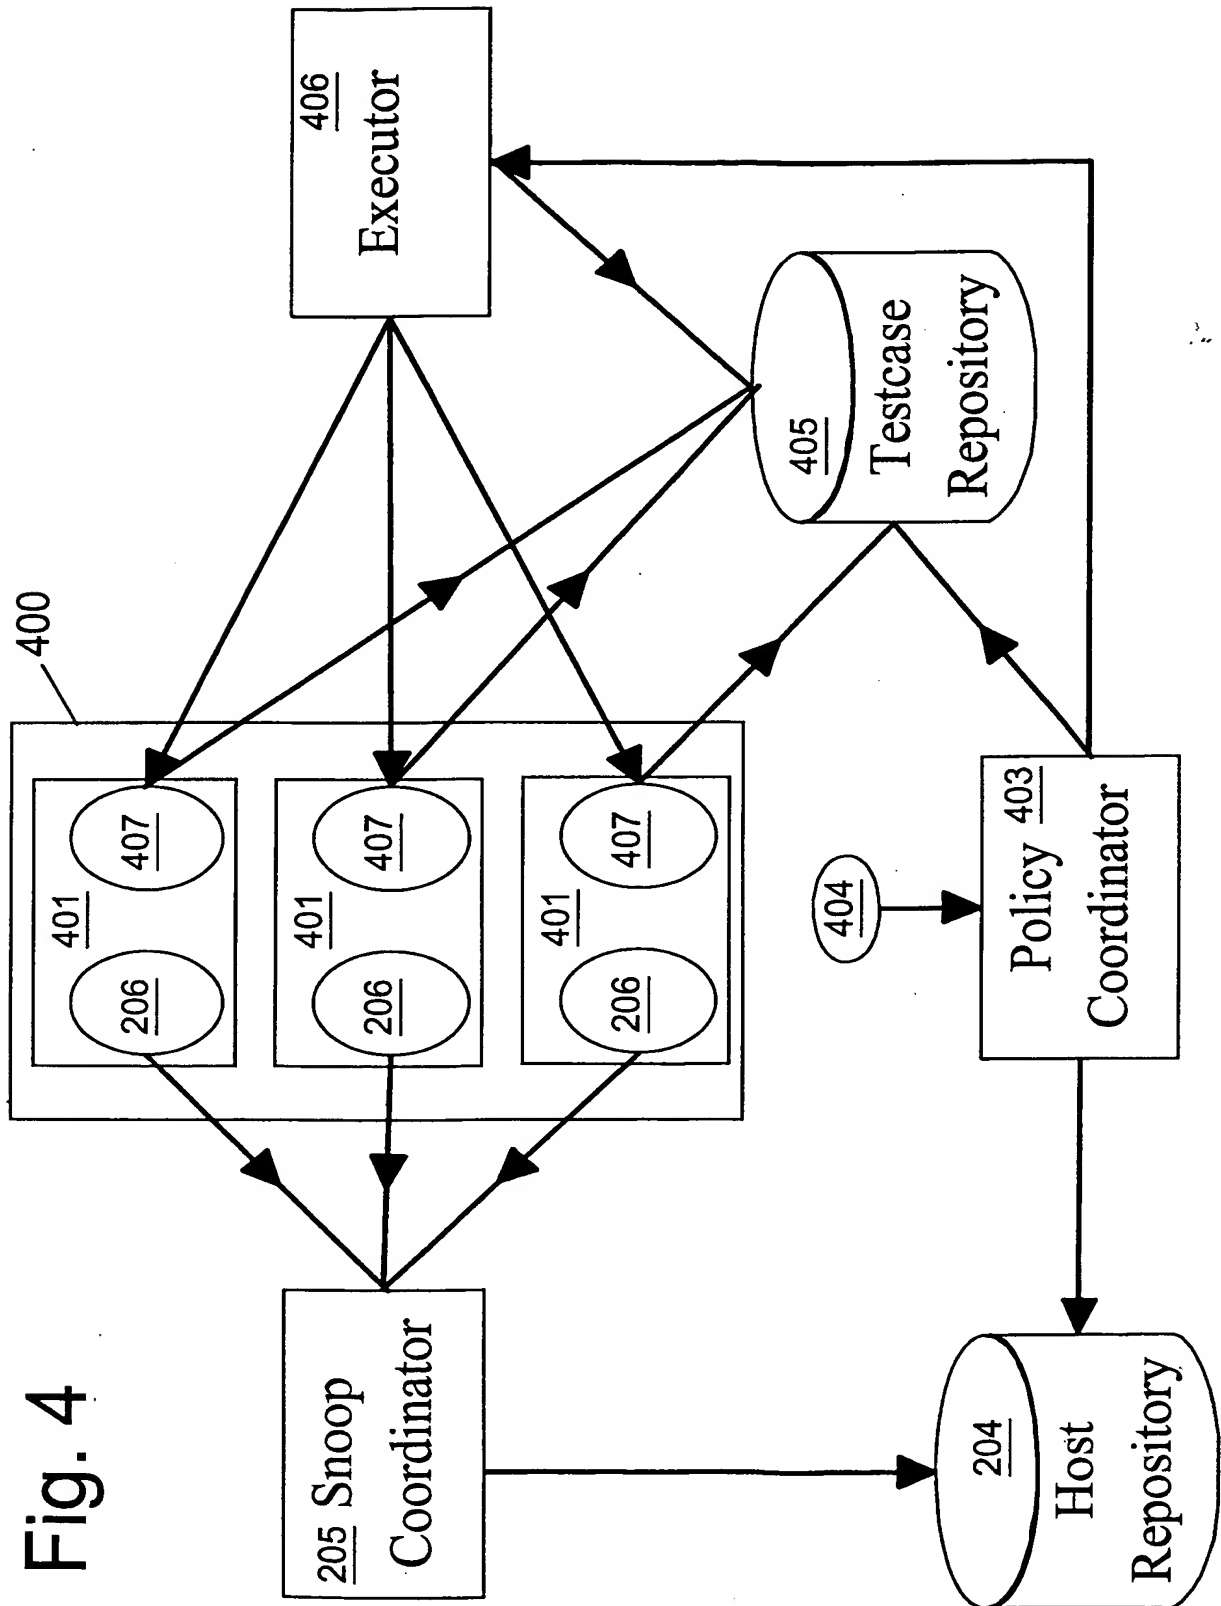 Fig. 4
400
205 Snoop
Coordinator
206
401
407
206
401
407
206
401
407
406
Executor
204
Host
Repository
Policy 403
Coordinator
404
405
Testcase
Repository